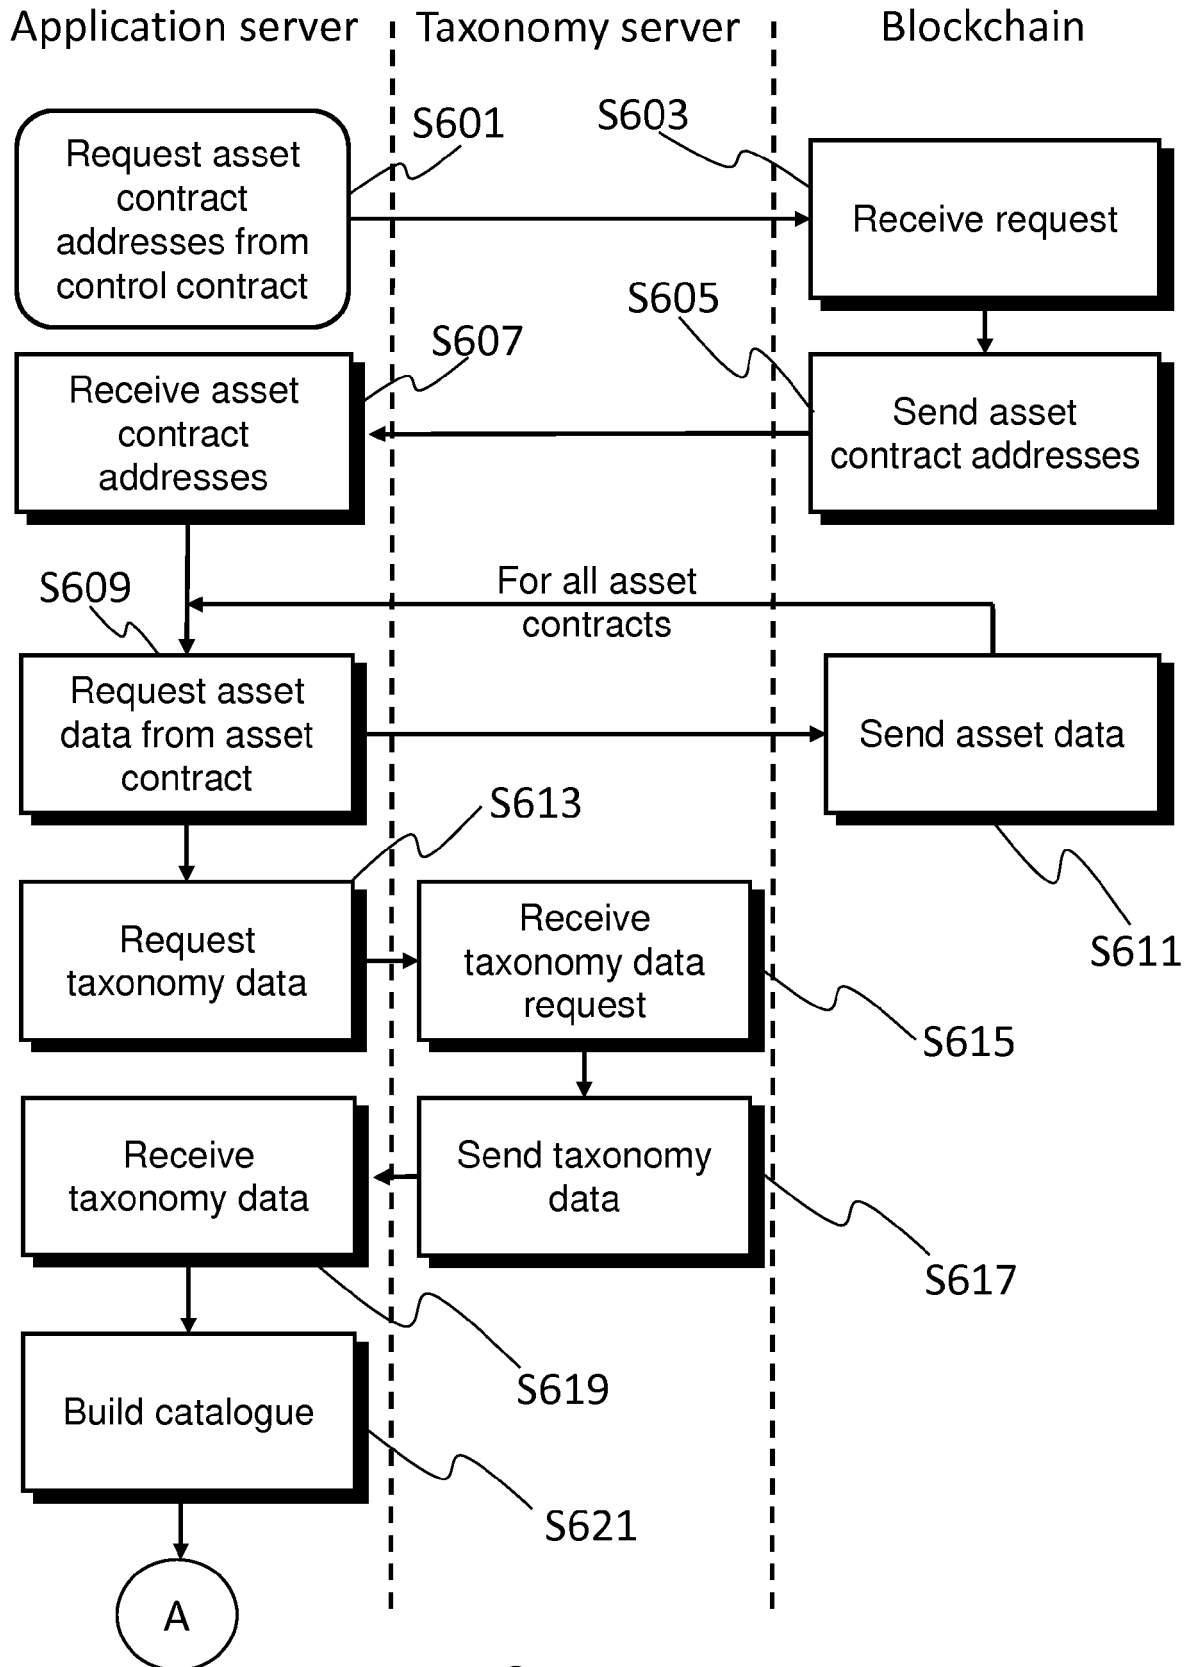 Application server
Taxonomy server
Blockchain
S601
S603
Request asset
contract
addresses from
control contract
Receive request
S605
S607
Receive asset
contract
addresses
Send asset
contract addresses
For all asset
contracts
S609
Request asset
data from asset
contract
Send asset data
S613
S611
Request
taxonomy data
Receive
taxonomy data
request
S615
Receive
taxonomy data
Send taxonomy
data
S617
S619
Build catalogue
S621
A